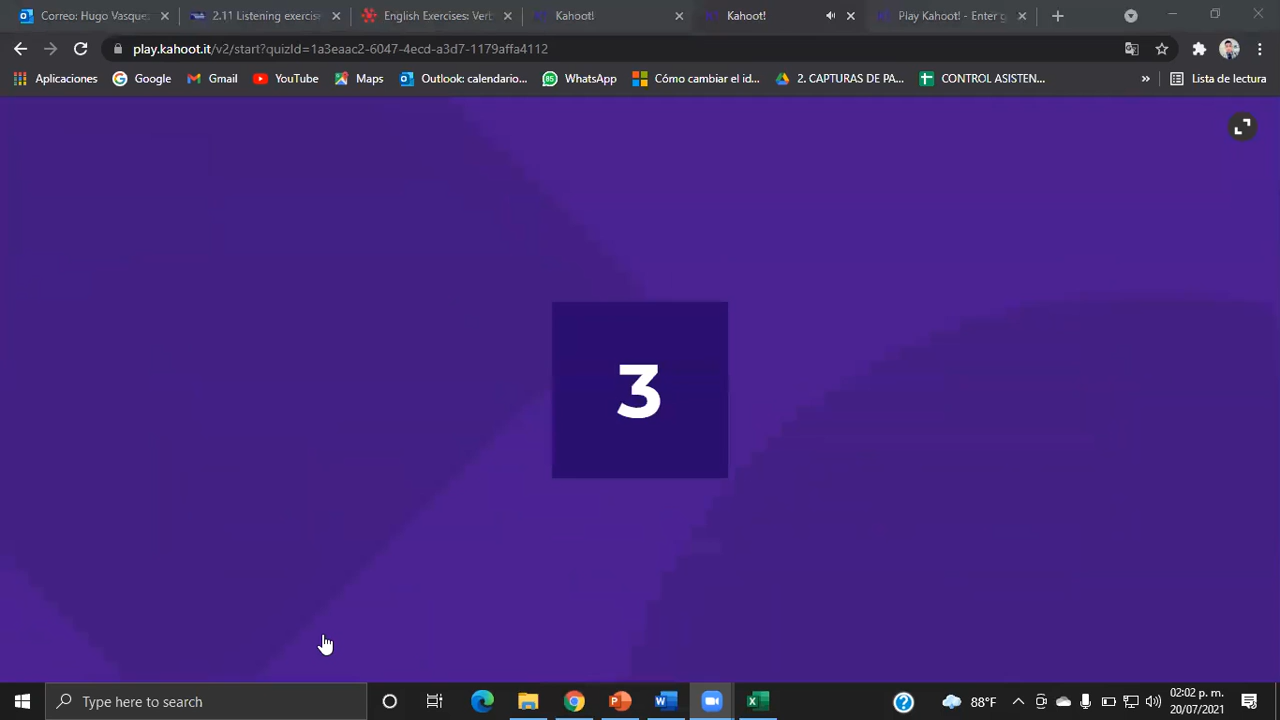 Correo: Hugo Vasque
2.11 Listening exercise
English Exercises Verb
Kahoot!
Kahoot!
Play Kahoot! - Enter g
play.kahoot.it/v2/start?quizId=1a3eaac2-6047-4ecd-a3d7-1179affa4112
Aplicaciones
Google
Gmail
YouTube
Maps
Outlook: calendario...
WhatsApp
Cómo cambiar el id...
2. CAPTURAS DE PA...
CONTROL ASISTEN...
»
Lista de lectura
3
Type here to search
88°F
02:02 p. m.
20/07/2021